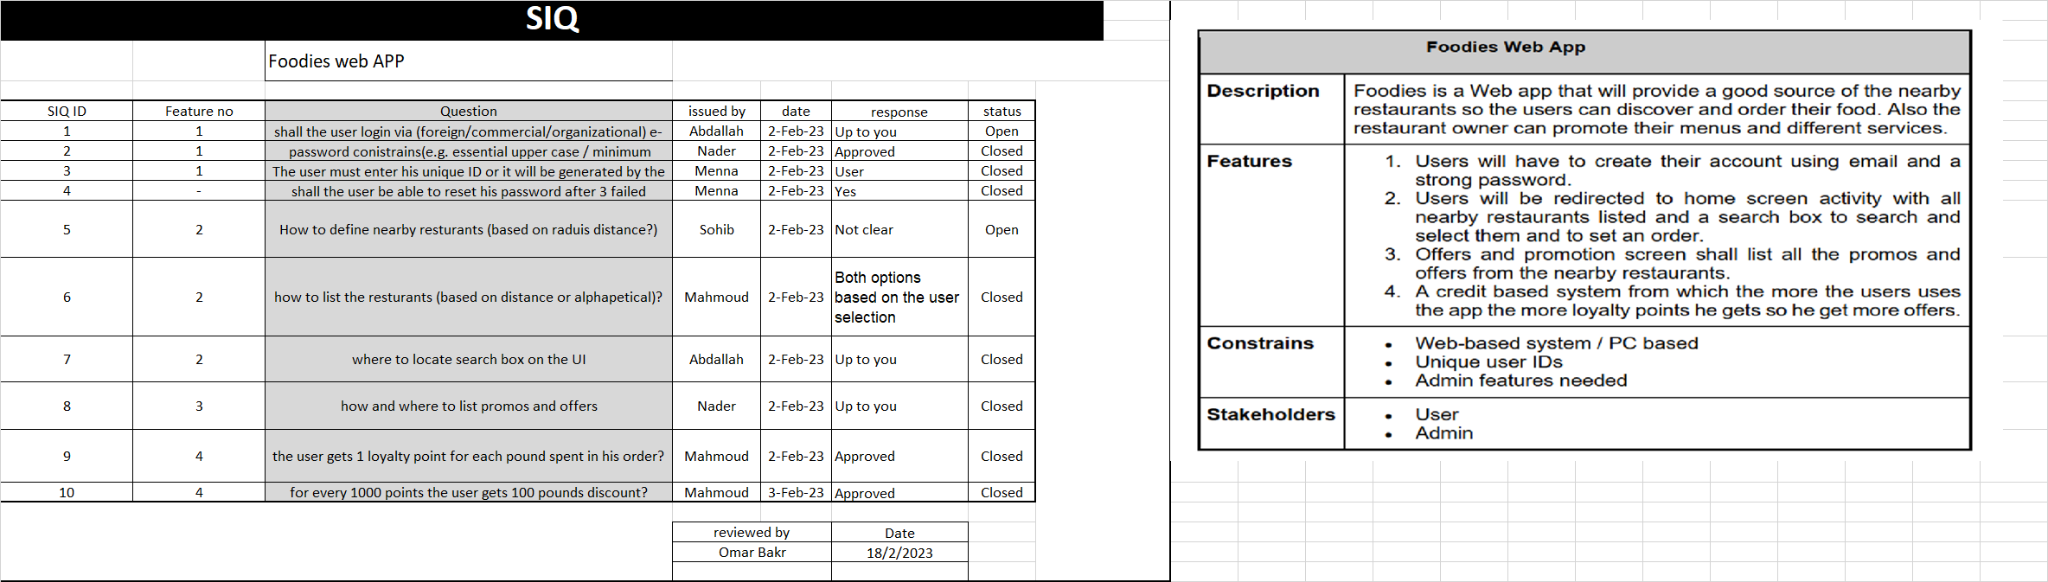 SIQ
Foodies web APP
SIQ ID Feature no Question issued by date response status
1 1 shall the user login via (foreign/commercial/organizational) e- Abdallah 2-Feb-23 Up to you Open
2 1 password conistrains(e.g. essential upper case / minimum Nader 2-Feb-23 Approved Closed
3 1 The user must enter his unique ID or it will be generated by the Menna 2-Feb-23 User Closed
4 - shall the user be able to reset his password after 3 failed Menna 2-Feb-23 Yes Closed
5 2 How to define nearby resturants (based on raduis distance?) Sohib 2-Feb-23 Not clear Open
6 2 how to list the resturants (based on distance or alphapetical)? Mahmoud 2-Feb-23 Both options
based on the user
selection Closed
7 2 where to locate search box on the UI Abdallah 2-Feb-23 Up to you Closed
8 3 how and where to list promos and offers Nader 2-Feb-23 Up to you Closed
9 4 the user gets 1 loyalty point for each pound spent in his order? Mahmoud 2-Feb-23 Approved Closed
10 4 for every 1000 points the user gets 100 pounds discount? Mahmoud 3-Feb-23 Approved Closed
reviewed by Date
Omar Bakr 18/2/2023
Foodies Web App
Description Foodies is a Web app that will provide a good source of the nearby
restaurants so the users can discover and order their food. Also the
restaurant owner can promote their menus and different services.
Features 1. Users will have to create their account using email and a
strong password.
2. Users will be redirected to home screen activity with all
nearby restaurants listed and a search box to search and
select them and to set an order.
3. Offers and promotion screen shall list all the promos and
offers from the nearby restaurants.
4. A credit based system from which the more the users uses
the app the more loyalty points he gets so he get more offers.
Constrains • Web-based system / PC based
• Unique user IDs
• Admin features needed
Stakeholders • User
• Admin